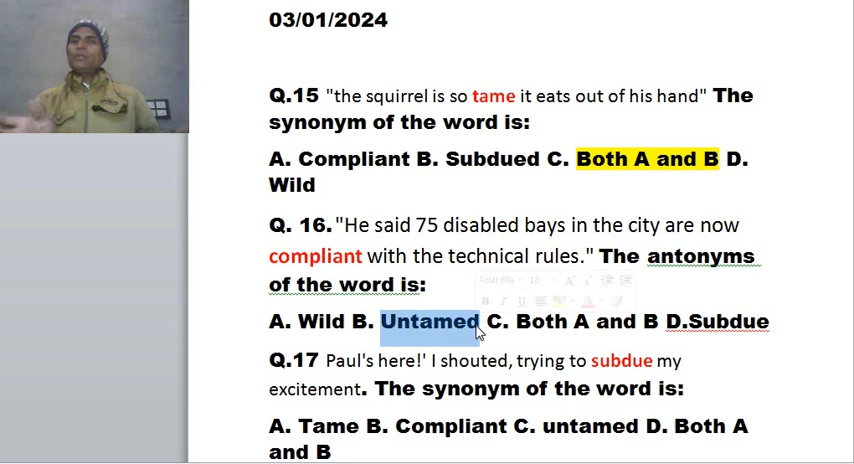 03/01/2024
Q.15 "the squirrel is so tame it eats out of his hand" The
synonym of the word is:
A. Compliant B. Subdued C. Both A and B D.
Wild
Q. 16. "He said 75 disabled bays in the city are now
compliant with the technical rules." The antonyms
of the word is:
A. Wild B. Untamed C. Both A and B D.Subdue
Q.17 Paul's here!' I shouted, trying to subdue my
excitement. The synonym of the word is:
A. Tame B. Compliant C. untamed D. Both A
and B